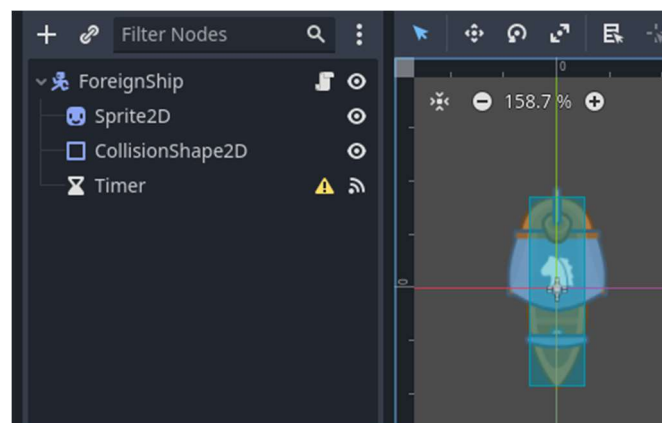 Filter Nodes
ForeignShip
Sprite2D
CollisionShape2D
Timer
0
158.7 %
0